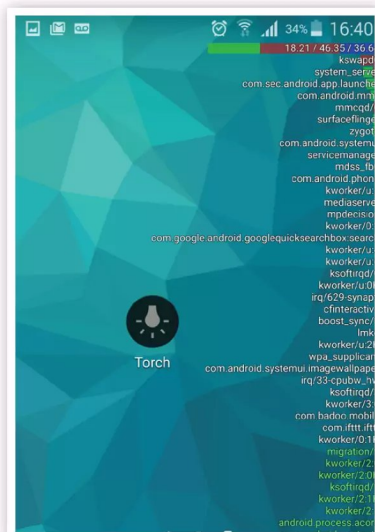 34% 16:40
18.21 / 46.35 / 36.6
kswapd
system_serve
com.sec.android.app.launche
com.android.mm
mmcqd/
surfaceflinge
zygot
com.android.systemu
servicemanage
mdss_fb
com.android.phon
kworker/u:
mediaserve
mpdecisio
kworker/0:
com.google.android.googlequicksearchbox:searc
kworker/u:
kworker/u:
ksoftirqd/
kworker/u:0
irq/629-synap
cfinteractiv
boost_sync/
lmk
kworker/u:2
Torch
wpa_supplican
com.android.systemui.imagewallpape
irq/33-cpubw_hw
ksoftirqd/
kworker/3:
com.badoo.mobil
com.ifttt.ift
kworker/0:1
migration/
kworker/2:
kworker/2:0
ksoftirqd/
kworker/2:1
kworker/2:
android.process.acor